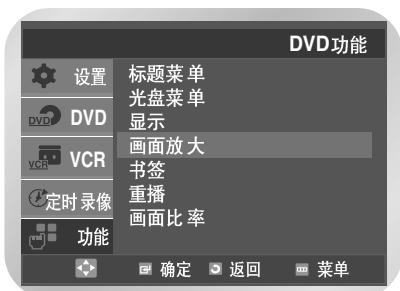 DVD功能
设置
DVD
VCR
定时录像
功能
标题菜单
光盘菜单
显示
画面放大
书签
重播
画面比率
确定 返回 菜单